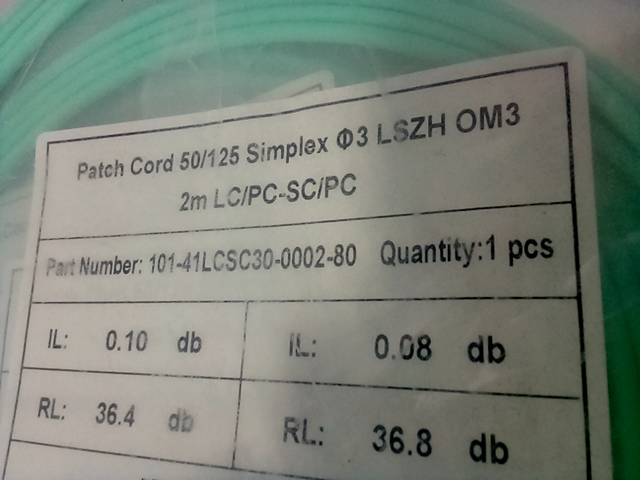 Patch Cord 50/125 Simplex Φ3 LSZH OM3
2m LC/PC-SC/PC
Part Number: 101-41LCSC30-0002-80 Quantity:1 pcs
IL: 0.10 db IL: 0.08 db
RL: 36.4 db RL: 36.8 db